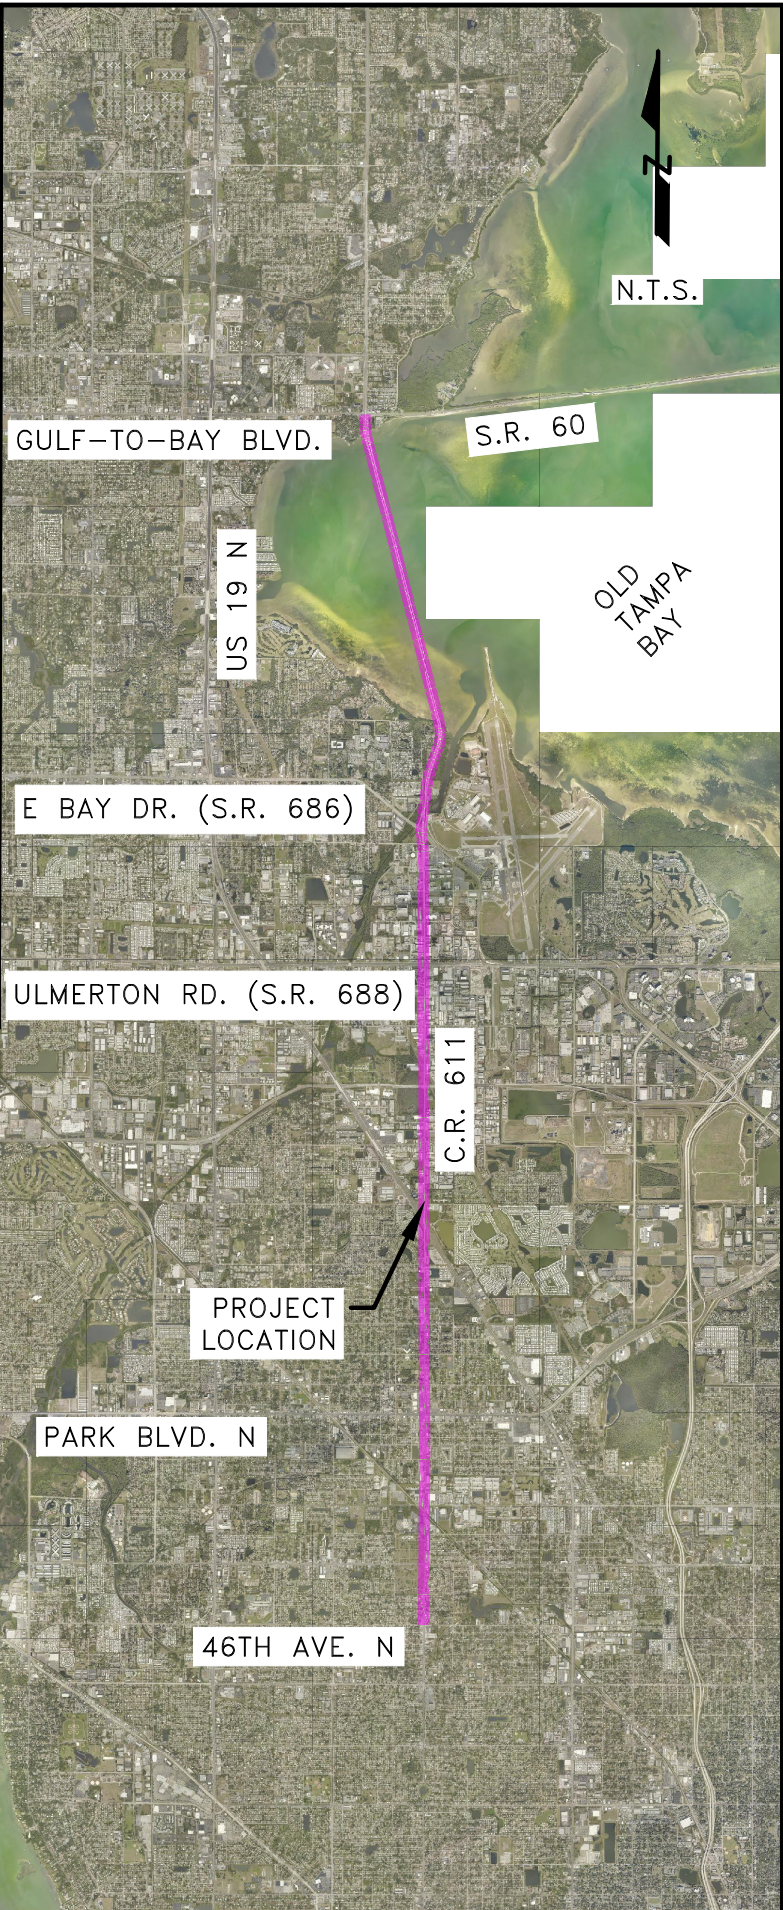 N
N.T.S.
GULF-TO-BAY BLVD.
S.R. 60
US 19 N
OLD
TAMPA
BAY
E BAY DR. (S.R. 686)
ULMERTON RD. (S.R. 688)
C.R. 611
PROJECT
LOCATION
PARK BLVD. N
46TH AVE. N